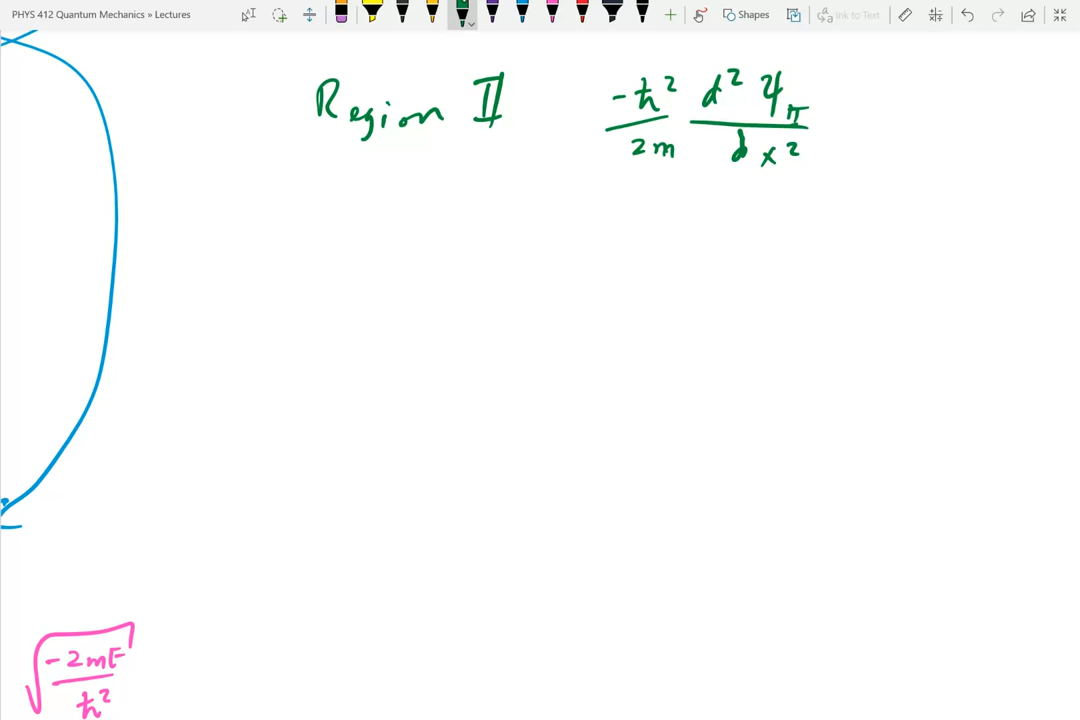 PHYS 412 Quantum Mechanics » Lectures
Shapes
Ink to Text
Region II -ħ²/2m d²ψ_II/dx²
√(-2mE/ħ²)